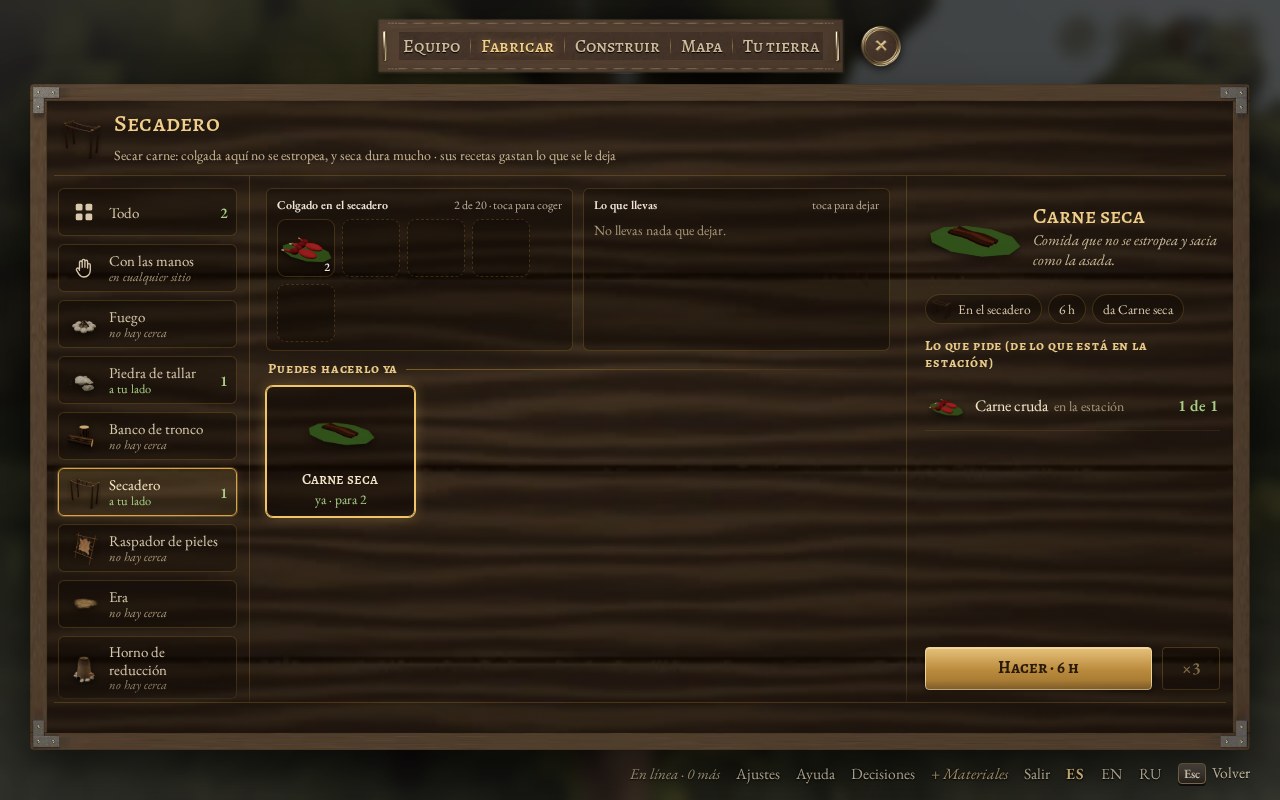 Equipo Fabricar Construir Mapa Tu tierra ×
Secadero
Secar carne: colgada aquí no se estropea, y seca dura mucho · sus recetas gastan lo que se le deja
Todo 2
Con las manos
en cualquier sitio
Fuego
no hay cerca
Piedra de tallar
a tu lado
1
Banco de tronco
no hay cerca
Secadero
a tu lado
1
Raspador de pieles
no hay cerca
Era
no hay cerca
Horno de
reducción
no hay cerca
Colgado en el secadero 2 de 20 · toca para coger
2
Lo que llevas toca para dejar
No llevas nada que dejar.
Puedes hacerlo ya
Carne seca
ya · para 2
Carne seca
Comida que no se estropea y sacia
como la asada.
En el secadero 6 h da Carne seca
Lo que pide (de lo que está en la
estación)
Carne cruda en la estación 1 de 1
Hacer · 6 h ×3
En línea · 0 más Ajustes Ayuda Decisiones + Materiales Salir ES EN RU Esc Volver